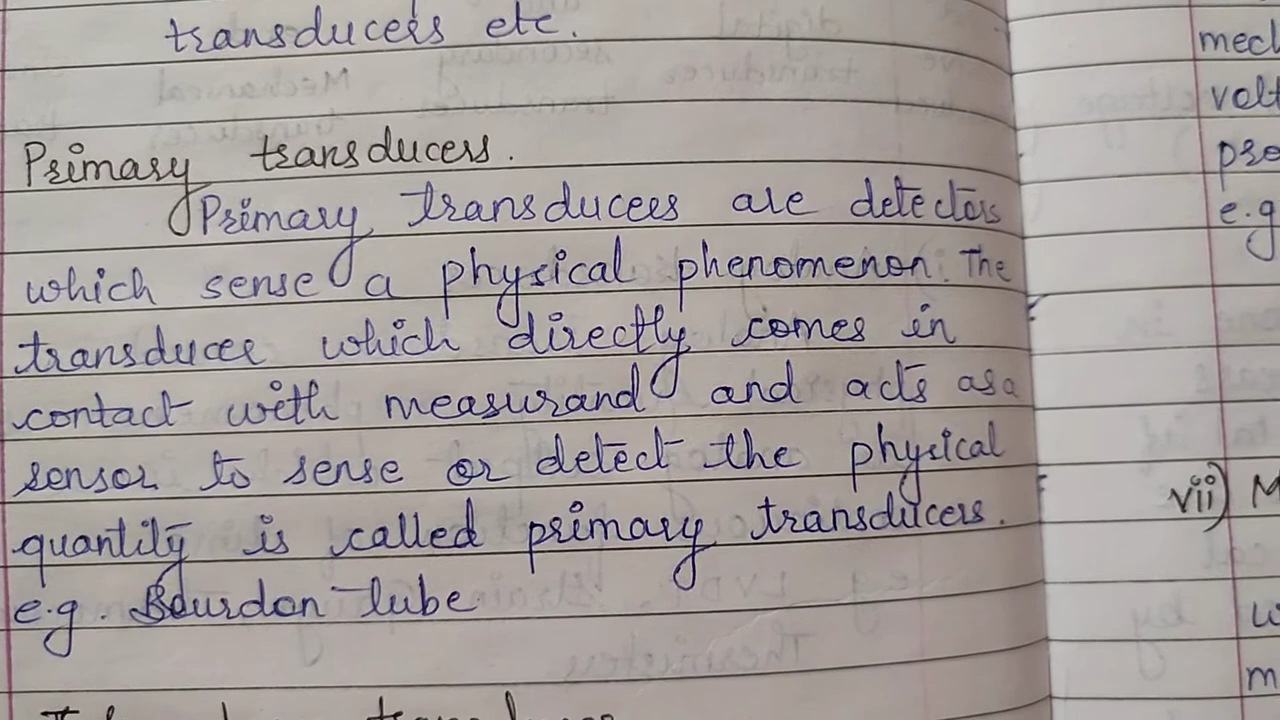 transducers etc.
Primary transducers.
Primary transducers are detectors
which sense a physical phenomenon. The
transducer which directly comes in
contact with measurand and acts as a
sensor to sense or detect the physical
quantity is called primary transducers.
e.g. Bourdon tube
e.g
vii) M